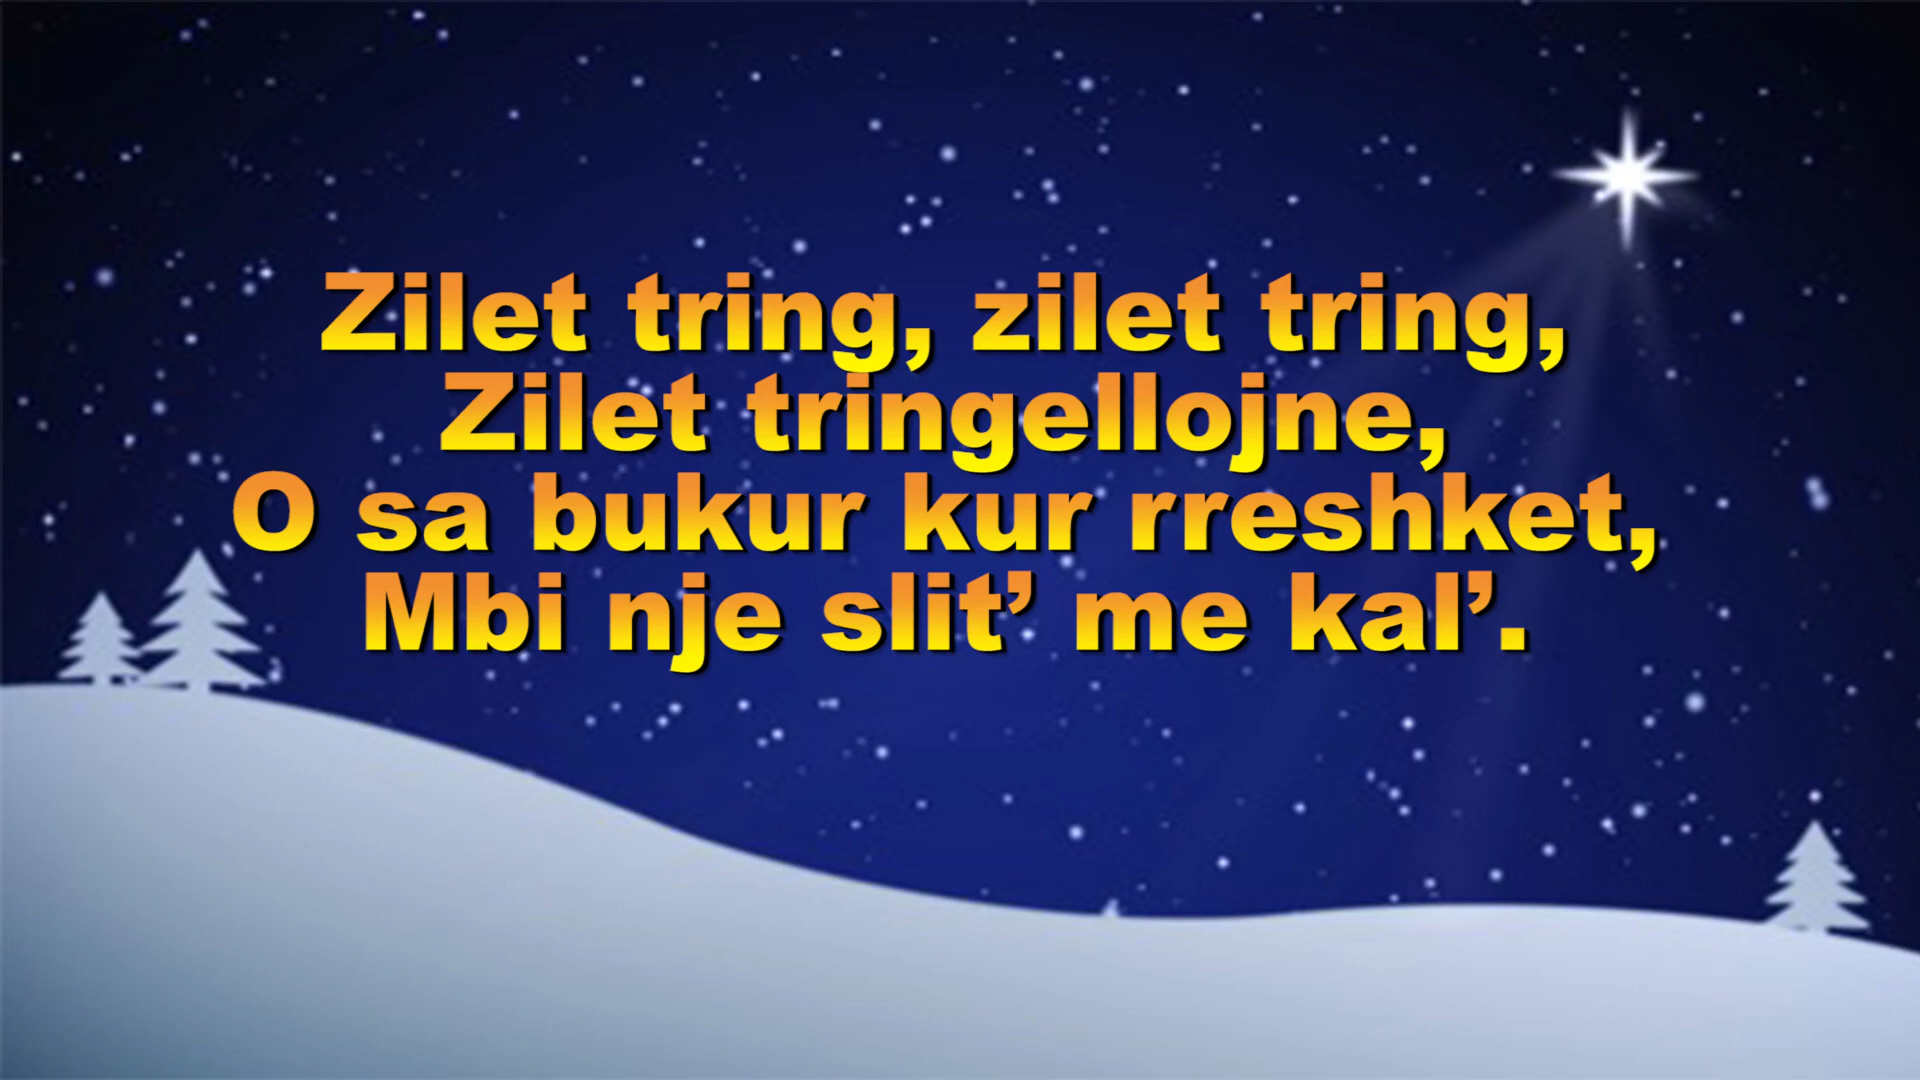 Zilet tring, zilet tring,
Zilet tringellojne,
O sa bukur kur rreshket,
Mbi nje slit’ me kal’.